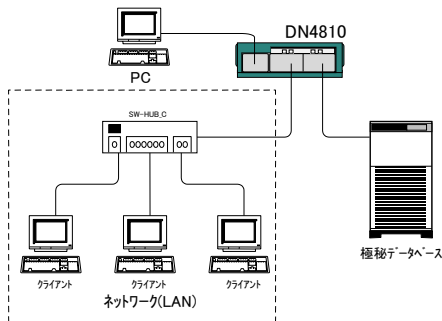 DN4810
PC
SW-HUB_C
クライアント クライアント クライアント
ネットワーク(LAN)
極秘データベース